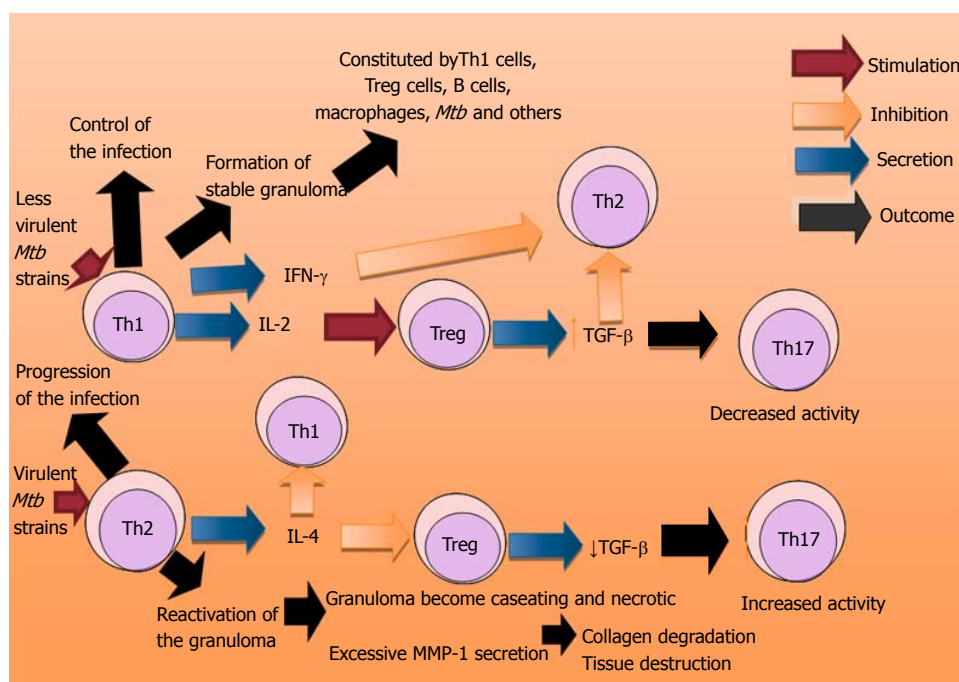 Constituted byTh1 cells,
Treg cells, B cells,
macrophages, Mtb and others
Stimulation
Inhibition
Secretion
Outcome
Control of
the infection
Formation of
stable granuloma
Less
virulent
Mtb
strains
Th2
IFN-γ
Th1
IL-2
Treg
↑ TGF-β
Th17
Decreased activity
Progression
of the infection
Th1
Virulent
Mtb
strains
Th2
IL-4
Treg
↓TGF-β
Th17
Increased activity
Reactivation of
the granuloma
Granuloma become caseating and necrotic
Excessive MMP-1 secretion
Collagen degradation
Tissue destruction